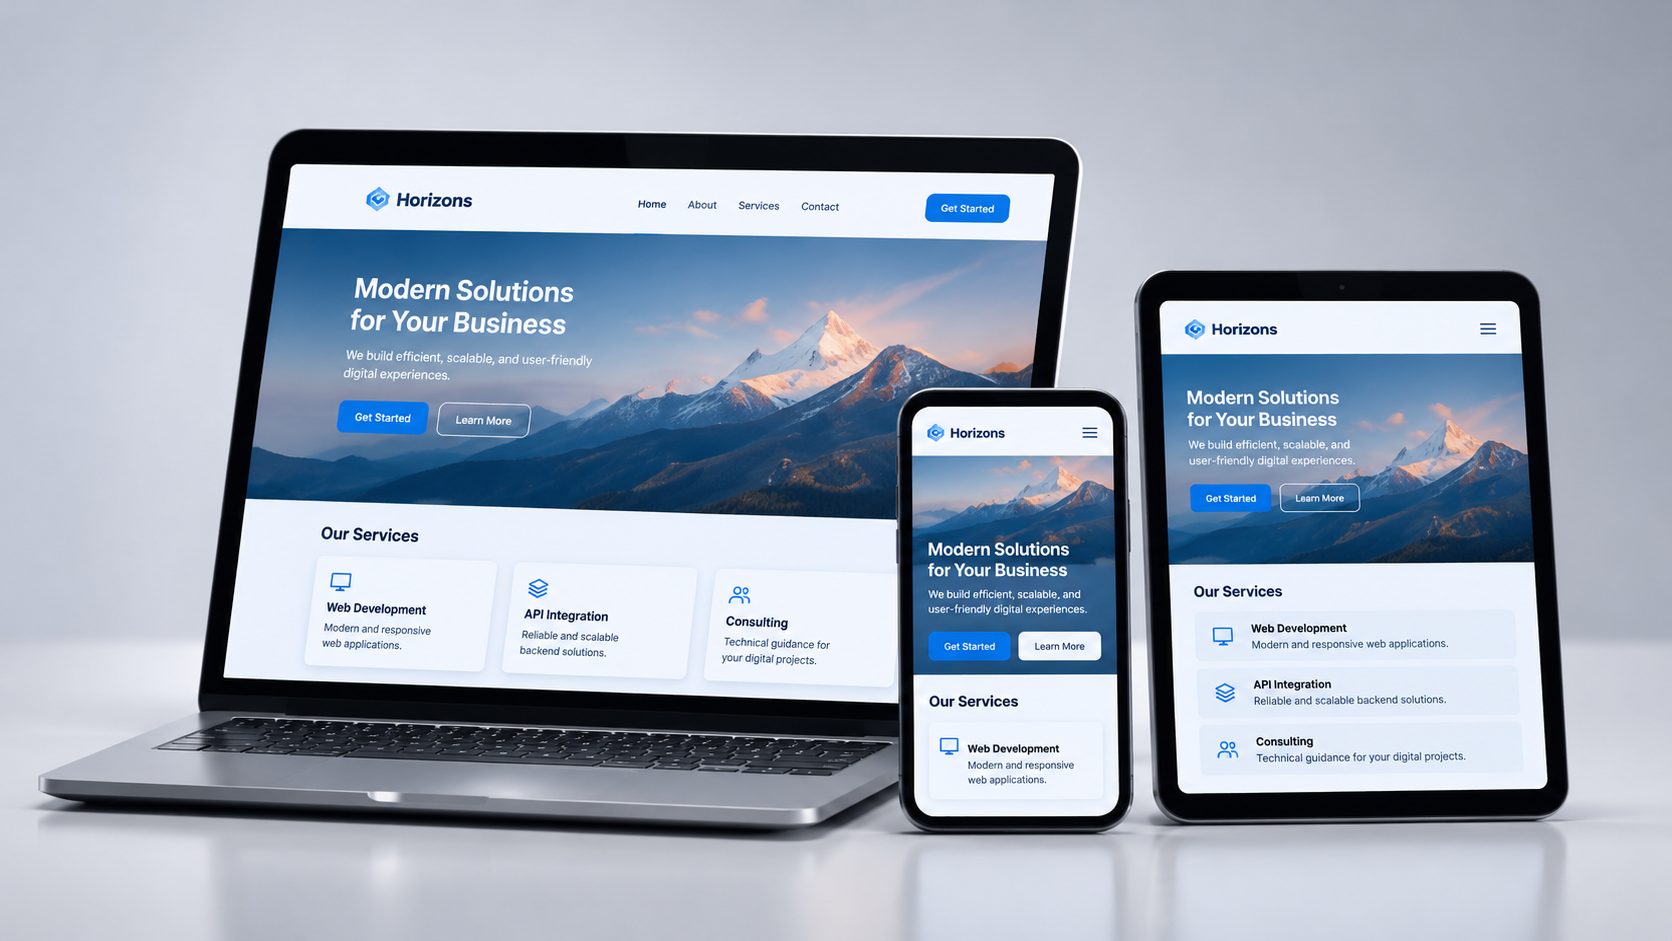 Horizons
Home About Services Contact
Get Started
Modern Solutions
for Your Business
We build efficient, scalable, and user-friendly
digital experiences.
Get Started Learn More
Our Services
Web Development
Modern and responsive
web applications.
API Integration
Reliable and scalable
backend solutions.
Consulting
Technical guidance for
your digital projects.
Horizons
Modern Solutions
for Your Business
We build efficient, scalable, and
user-friendly digital experiences.
Get Started Learn More
Our Services
Web Development
Modern and responsive
web applications.
Horizons
Modern Solutions
for Your Business
We build efficient, scalable, and
user-friendly digital experiences.
Get Started Learn More
Our Services
Web Development
Modern and responsive web applications.
API Integration
Reliable and scalable backend solutions.
Consulting
Technical guidance for your digital projects.